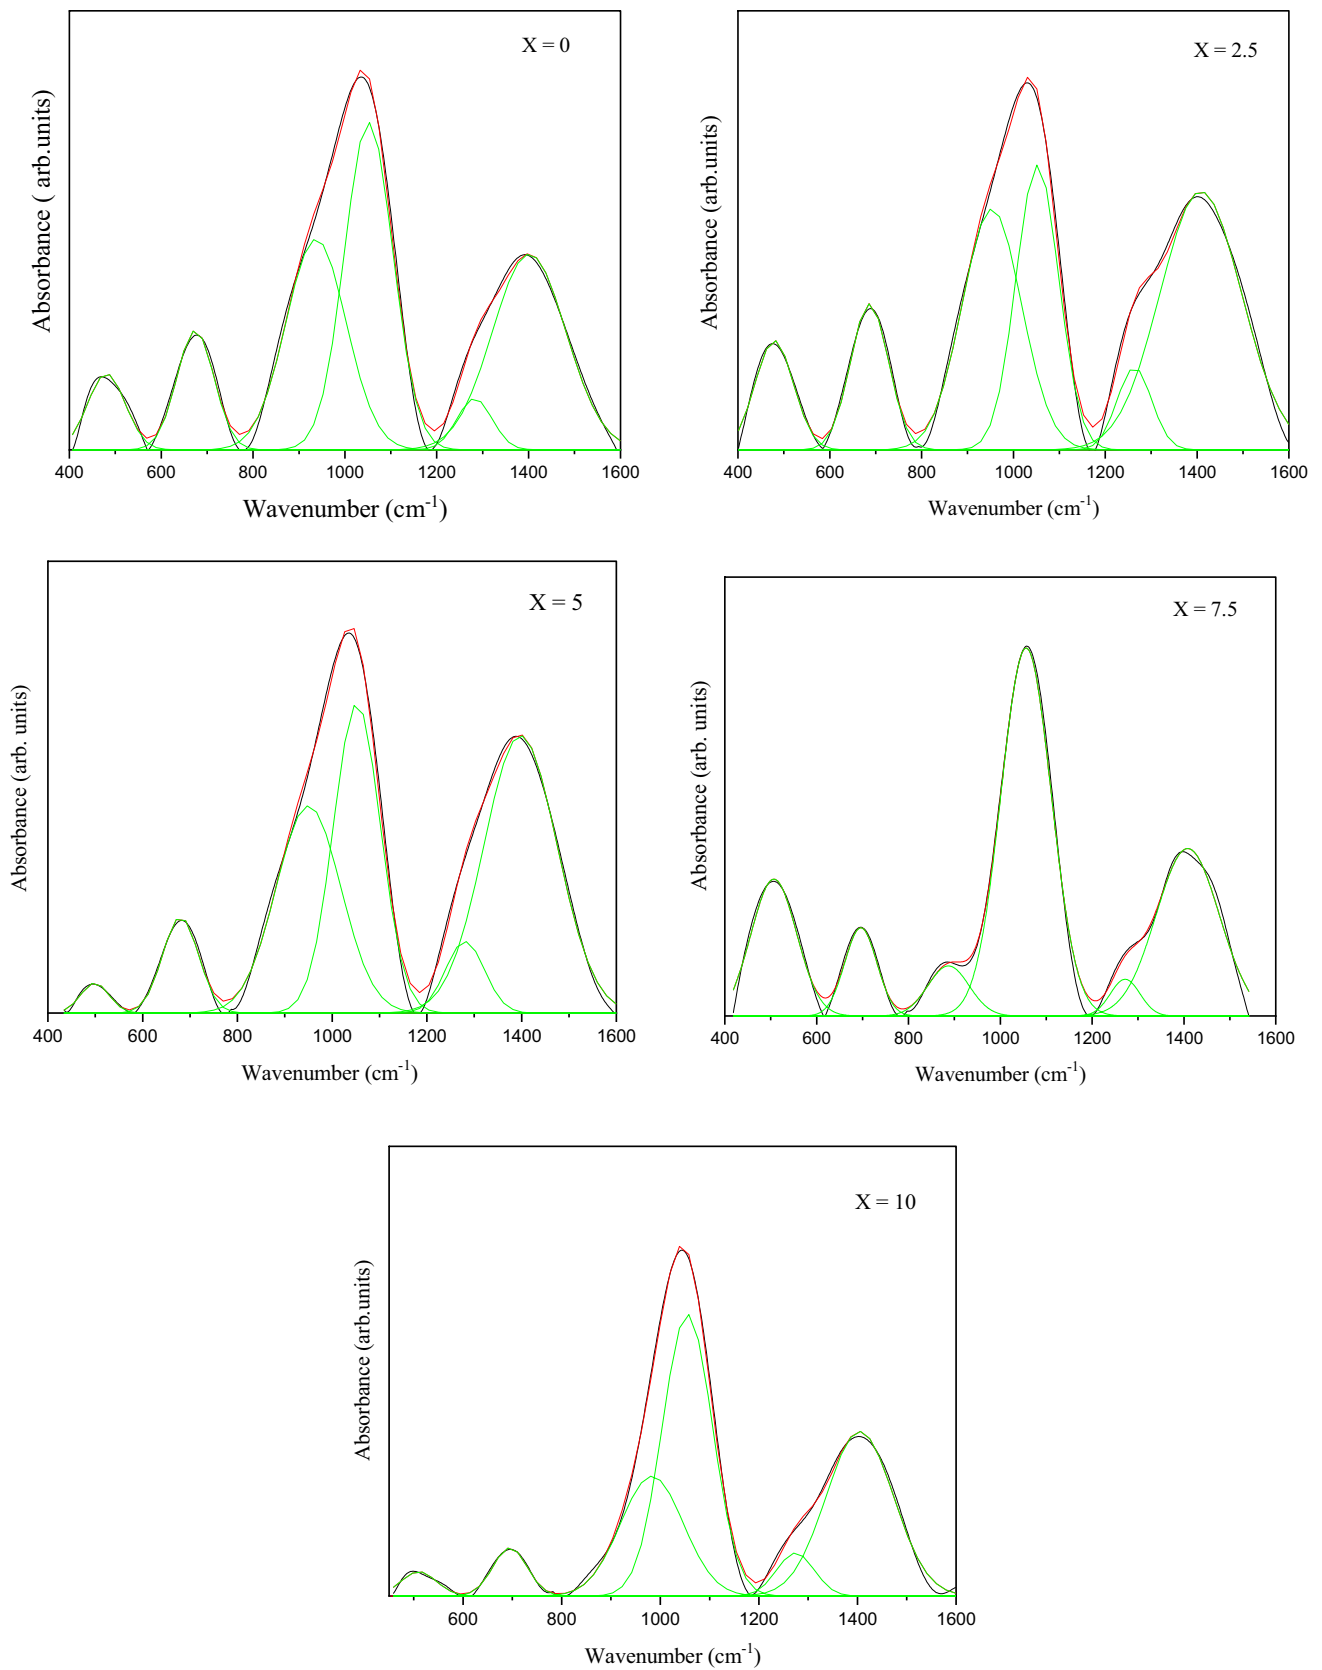 X = 0
Absorbance ( arb.units)
400 600 800 1000 1200 1400 1600
Wavenumber (cm⁻¹)
X = 2.5
Absorbance (arb.units)
400 600 800 1000 1200 1400 1600
Wavenumber (cm⁻¹)
X = 5
Absorbance (arb. units)
400 600 800 1000 1200 1400 1600
Wavenumber (cm⁻¹)
X = 7.5
Absorbance (arb. units)
400 600 800 1000 1200 1400 1600
Wavenumber (cm⁻¹)
X = 10
Absorbance (arb.units)
600 800 1000 1200 1400 1600
Wavenumber (cm⁻¹)